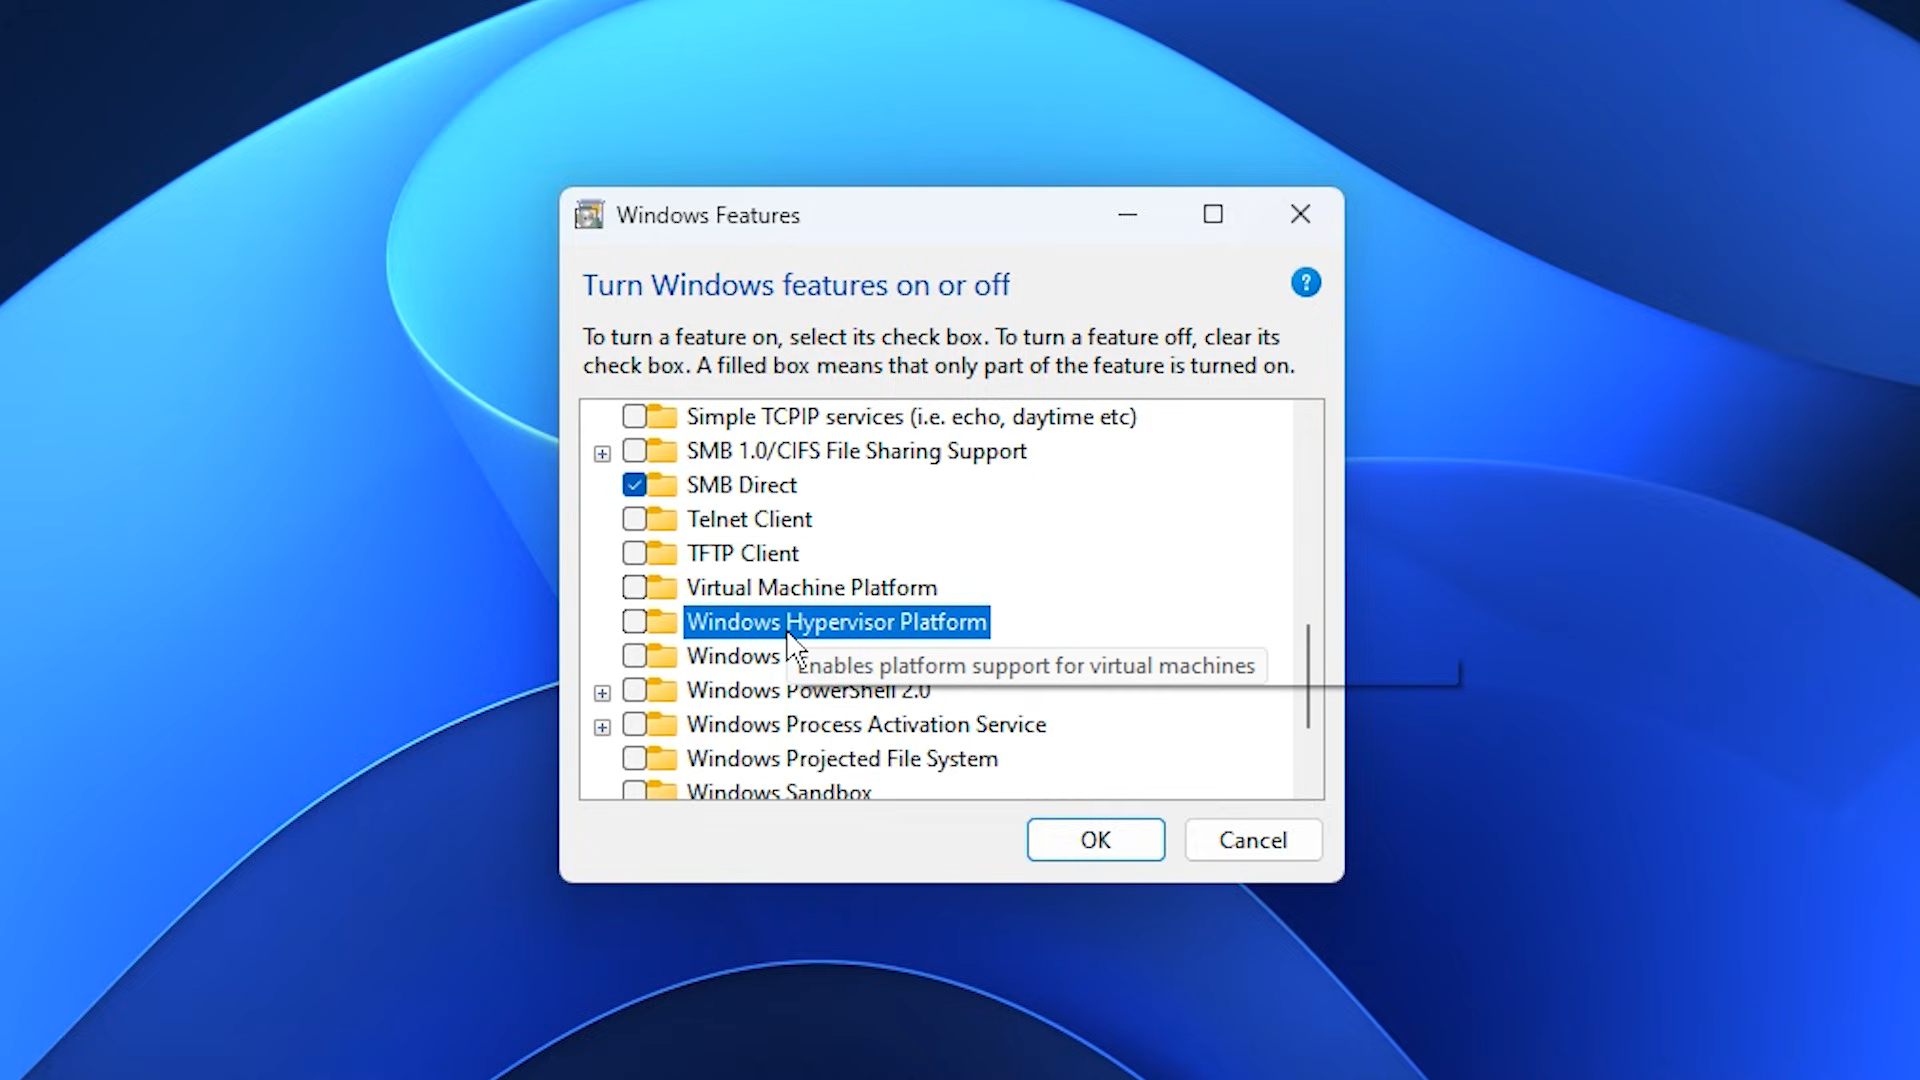 Windows Features
Turn Windows features on or off
?
To turn a feature on, select its check box. To turn a feature off, clear its
check box. A filled box means that only part of the feature is turned on.
Simple TCPIP services (i.e. echo, daytime etc)
SMB 1.0/CIFS File Sharing Support
SMB Direct
Telnet Client
TFTP Client
Virtual Machine Platform
Windows Hypervisor Platform
Windows
Enables platform support for virtual machines
Windows PowerShell 2.0
Windows Process Activation Service
Windows Projected File System
Windows Sandbox
OK
Cancel